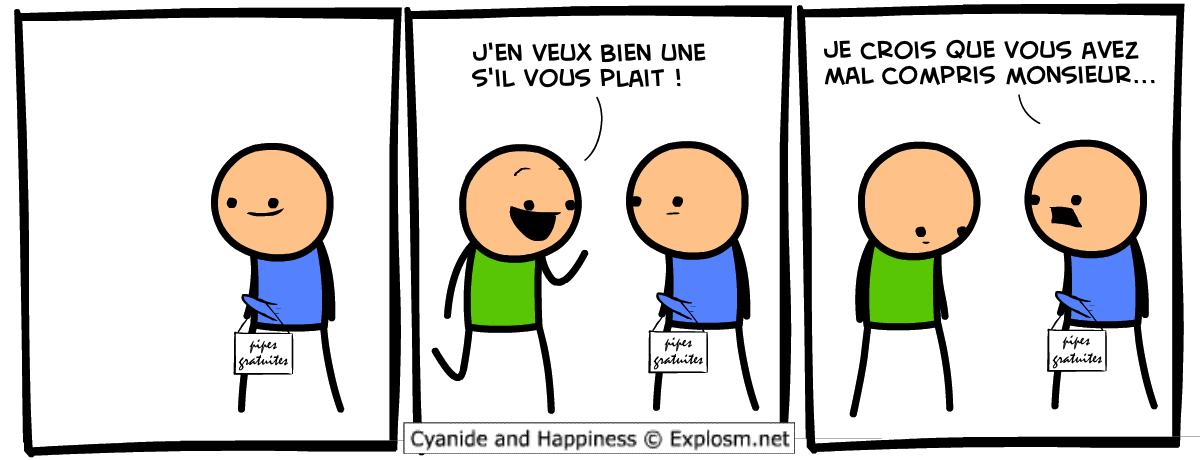 pipes
gratuites
J'EN VEUX BIEN UNE
S'IL VOUS PLAIT !
pipes
gratuites
JE CROIS QUE VOUS AVEZ
MAL COMPRIS MONSIEUR...
pipes
gratuites
Cyanide and Happiness © Explosm.net